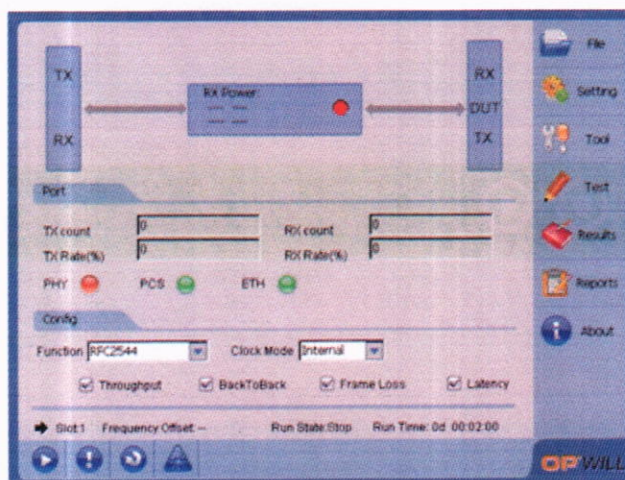 TX
RX
RX Power:
--- ---
--- ---
RX
DUT
TX
File
Setting
Tool
Test
Results
Reports
About
Port
TX count 0 RX count 0
TX Rate(%) 0 RX Rate(%) 0
PHY PCS ETH
Config
Function RFC2544 Clock Mode Internal
Throughput BackToBack Frame Loss Latency
Slot:1 Frequency Offset: -- Run State:Stop Run Time: 0d 00:02:00
OPWILL